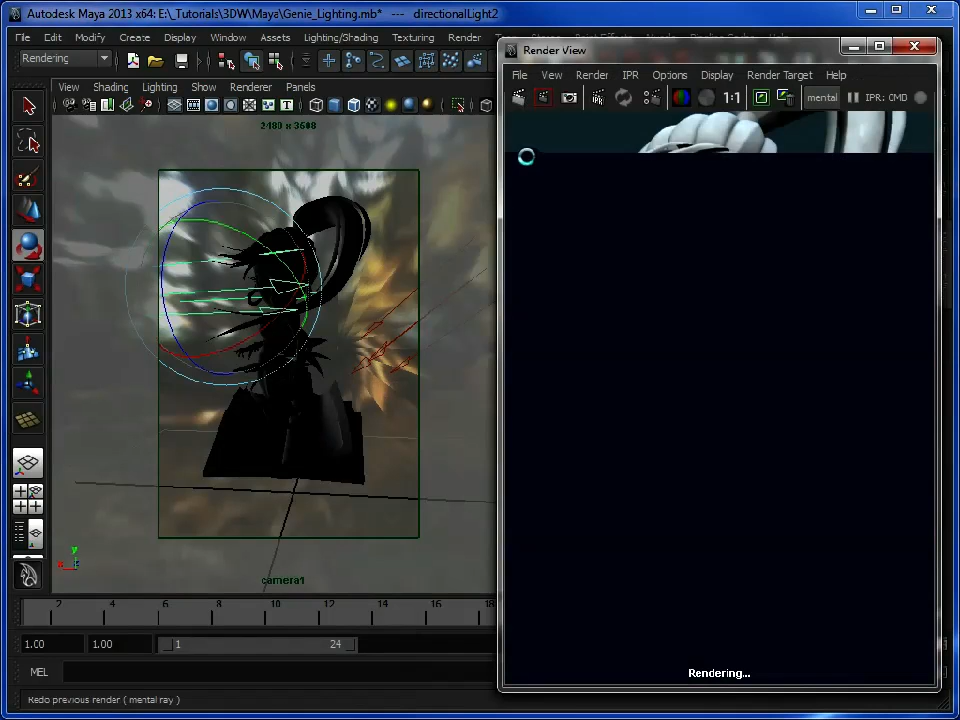 Autodesk Maya 2013 x64: E:\_Tutorials\3DW\Maya\Genie_Lighting.mb* --- directionalLight2
File Edit Modify Create Display Window Assets Lighting/Shading Texturing Render
Rendering
View Shading Lighting Show Renderer Panels
2480 x 3508
camera1
y
x
z
2 4 6 8 10 12 14 16 18
1.00 1.00 1 24
MEL
Redo previous render ( mental ray )
Render View
File View Render IPR Options Display Render Target Help
1:1 mental IPR: 0MB
Rendering...